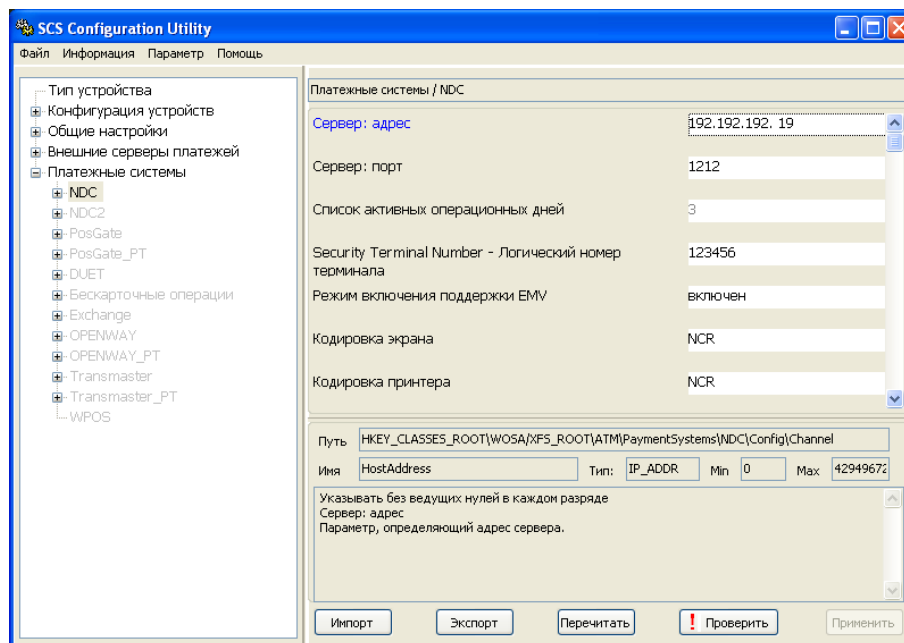 SCS Configuration Utility
Файл Информация Параметр Помощь
Тип устройства
Конфигурация устройств
Общие настройки
Внешние серверы платежей
Платежные системы
NDC
NDC2
PosGate
PosGate_PT
DUET
Бескарточные операции
Exchange
OPENWAY
OPENWAY_PT
Transmaster
Transmaster_PT
WPOS
Платежные системы / NDC
Сервер: адрес 192.192.192. 19
Сервер: порт 1212
Список активных операционных дней 3
Security Terminal Number - Логический номер терминала 123456
Режим включения поддержки EMV включен
Кодировка экрана NCR
Кодировка принтера NCR
Путь HKEY_CLASSES_ROOT\WOSA/XFS_ROOT\ATM\PaymentSystems\NDC\Config\Channel
Имя HostAddress Тип: IP_ADDR Min 0 Max 42949672
Указывать без ведущих нулей в каждом разряде
Сервер: адрес
Параметр, определяющий адрес сервера.
Импорт Экспорт Перечитать ! Проверить Применить